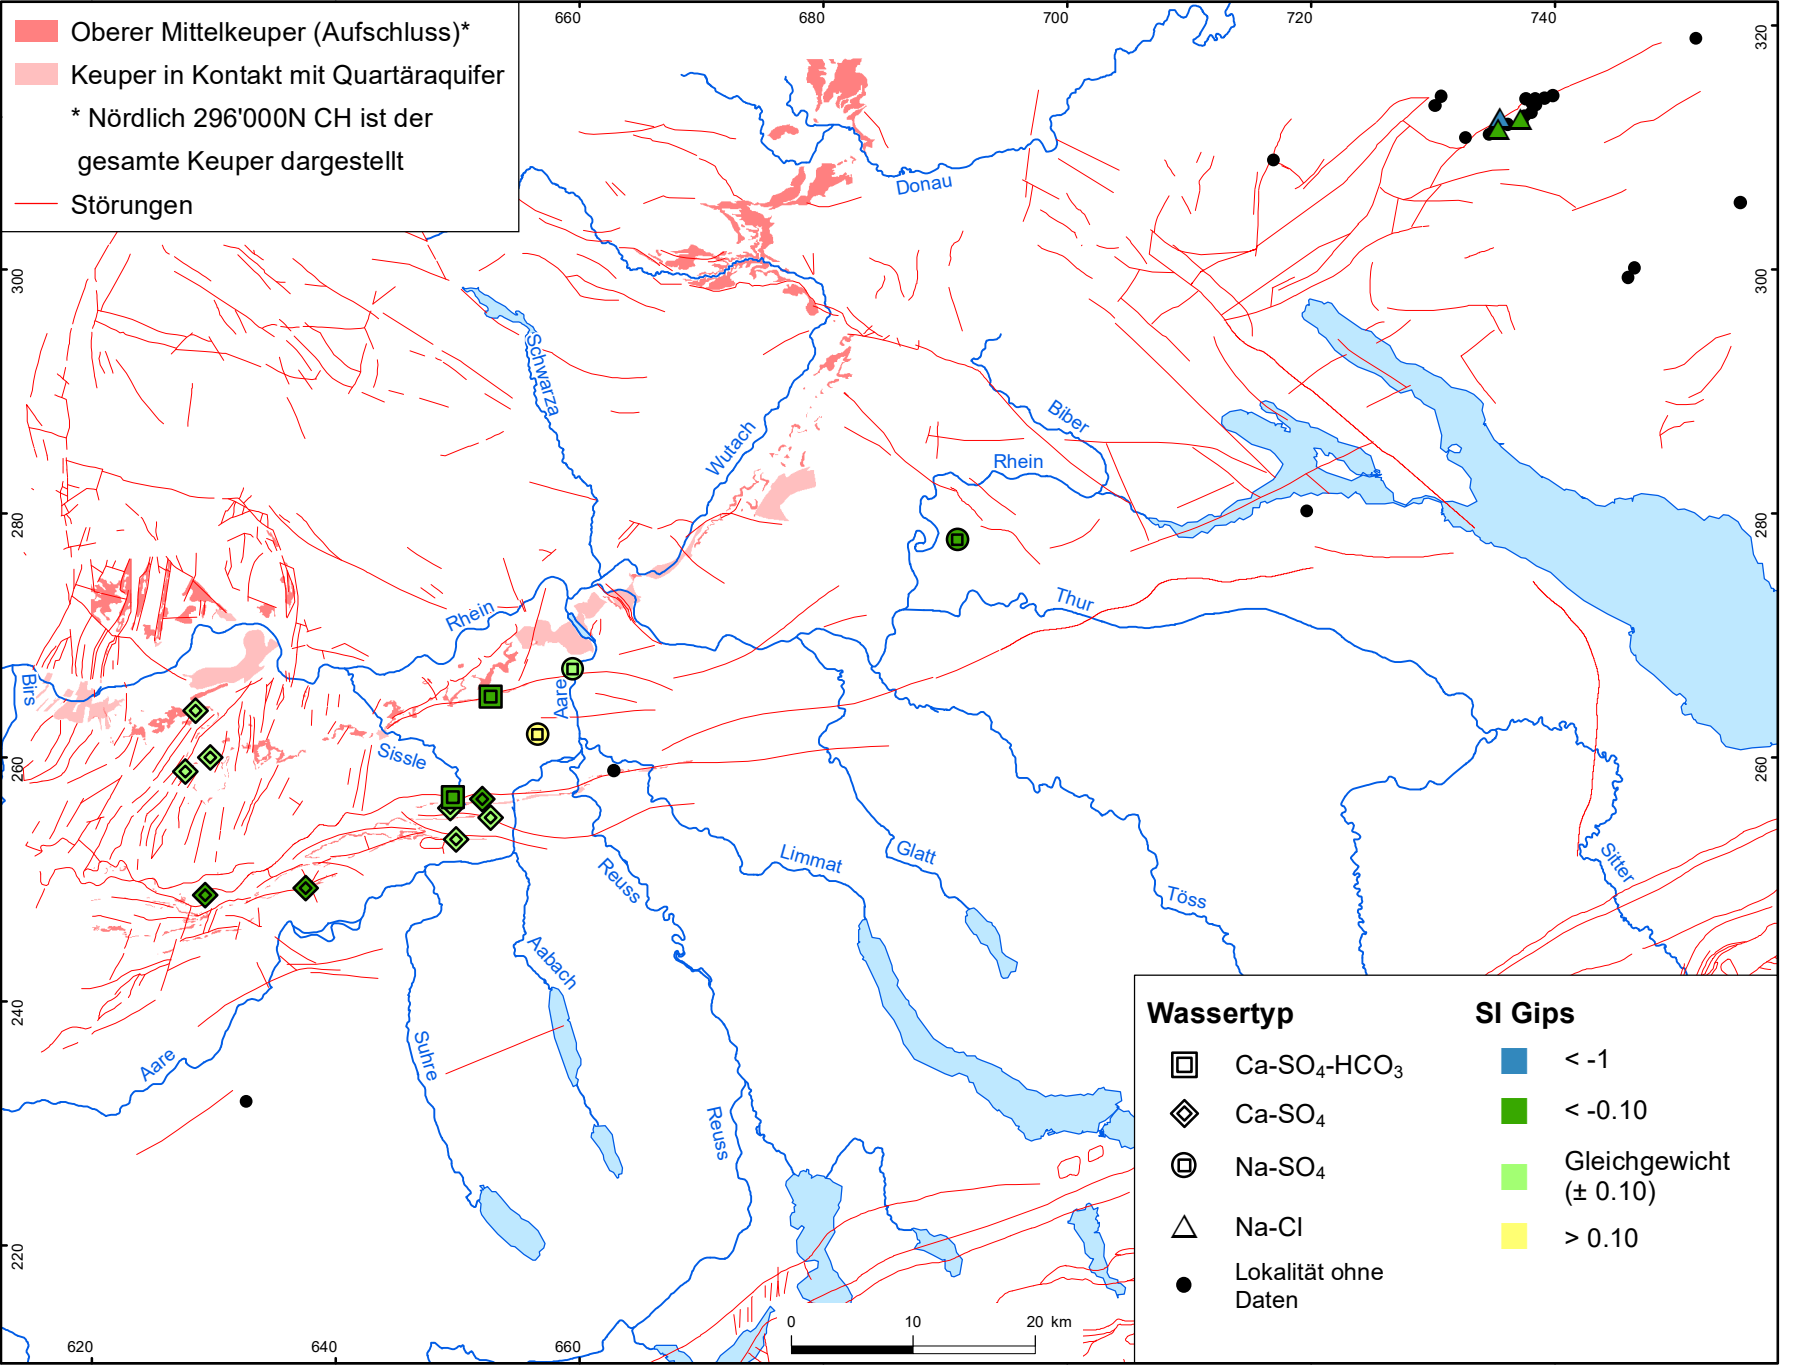 660
680
700
720
740
Oberer Mittelkeuper (Aufschluss)*
Keuper in Kontakt mit Quartäraquifer
* Nördlich 296'000N CH ist der
gesamte Keuper dargestellt
Störungen
320
Donau
300
300
Schwarza
Wutach
Biber
Rhein
280
280
Rhein
Thur
Birs
Aare
Sissle
260
260
Reuss
Limmat
Glatt
Töss
Sitter
Aabach
240
Suhre
Aare
Reuss
220
Wassertyp
Ca-SO₄-HCO₃
Ca-SO₄
Na-SO₄
Na-Cl
Lokalität ohne
Daten
SI Gips
< -1
< -0.10
Gleichgewicht
(± 0.10)
> 0.10
0
10
20 km
620
640
660